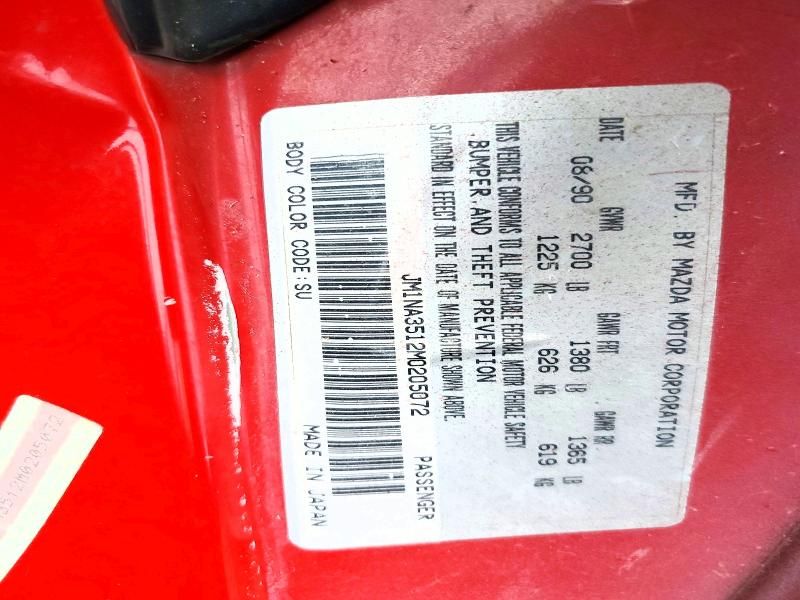 MFD. BY MAZDA MOTOR CORPORATION
DATE GVWR GAWR FRT GAWR RR
08/90 2700 LB 1380 LB 1365 LB
1225 KG 626 KG 619 KG
THIS VEHICLE CONFORMS TO ALL APPLICABLE FEDERAL MOTOR VEHICLE SAFETY
BUMPER AND THEFT PREVENTION
STANDARD IN EFFECT ON THE DATE OF MANUFACTURE SHOWN ABOVE.
JM1NA3512M0205072 PASSENGER
BODY COLOR CODE:SU MADE IN JAPAN